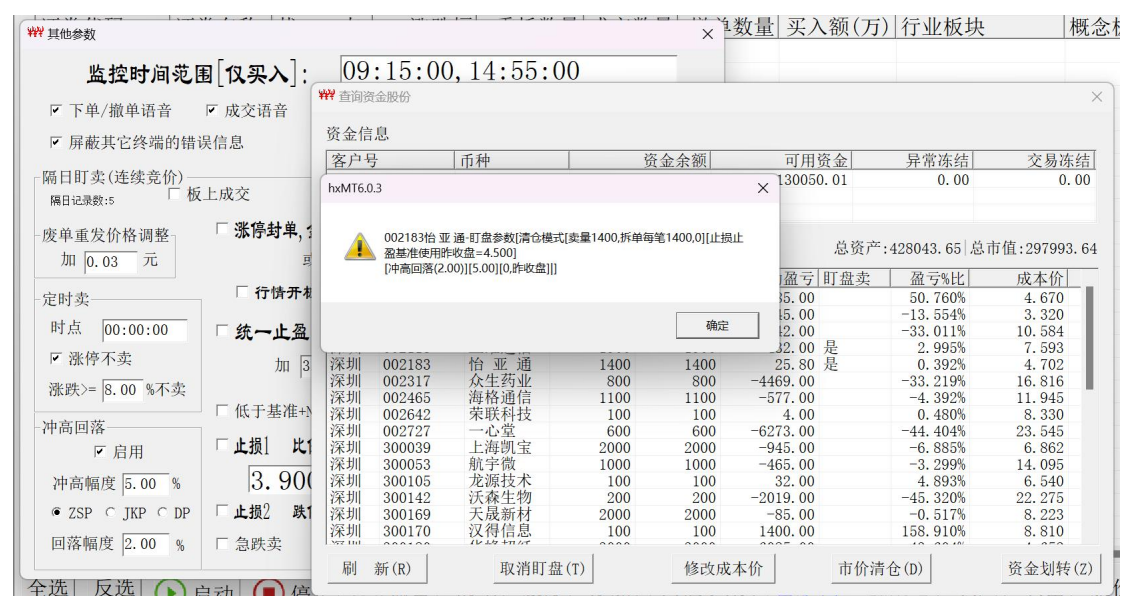 单数量 买入额(万) 行业板块 概念
其他参数
监控时间范围[仅买入]: 09:15:00,14:55:00
下单/撤单语音 成交语音
屏蔽其它终端的错误信息
隔日盯卖(连续竞价)
隔日记录数:5 板上成交
废单重发价格调整
加 0.03 元
涨停封单,
定时卖
行情开
时点 00:00:00
统一止盈
涨停不卖
加 3
涨跌>= 8.00 %不卖
低于基准+
冲高回落
启用
止损1 比
冲高幅度 5.00 %
3.90
ZSP JKP DP
止损2 跌
回落幅度 2.00 %
急跌卖
查询资金股份
资金信息
客户号 币种 资金余额 可用资金 异常冻结 交易冻结
130050.01 0.00 0.00
总资产:428043.65 总市值:297993.64
盈亏 盯盘卖 盈亏%比 成本价
5.00 50.760% 4.670
5.00 -13.554% 3.320
2.00 -33.011% 10.584
2.00 是 2.995% 7.593
hxMT6.0.3
002183怡 亚 通-盯盘参数[清仓模式[卖量1400,拆单每笔1400,0][止损止
盈基准使用昨收盘=4.500]
[冲高回落(2.00)][5.00][0,昨收盘]]]
确定
深圳 002183 怡 亚 通 1400 1400 25.80 是 0.392% 4.702
深圳 002317 众生药业 800 800 -4469.00 -33.219% 16.816
深圳 002465 海格通信 1100 1100 -577.00 -4.392% 11.945
深圳 002642 荣联科技 100 100 4.00 0.480% 8.330
深圳 002727 一心堂 600 600 -6273.00 -44.404% 23.545
深圳 300039 上海凯宝 2000 2000 -945.00 -6.885% 6.862
深圳 300053 航宇微 1000 1000 -465.00 -3.299% 14.095
深圳 300105 龙源技术 100 100 32.00 4.893% 6.540
深圳 300142 沃森生物 200 200 -2019.00 -45.320% 22.275
深圳 300169 天晟新材 2000 2000 -85.00 -0.517% 8.223
深圳 300170 汉得信息 100 100 1400.00 158.910% 8.810
刷 新(R) 取消盯盘(T) 修改成本价 市价清仓(D) 资金划转(Z)
全选 反选 启动 停